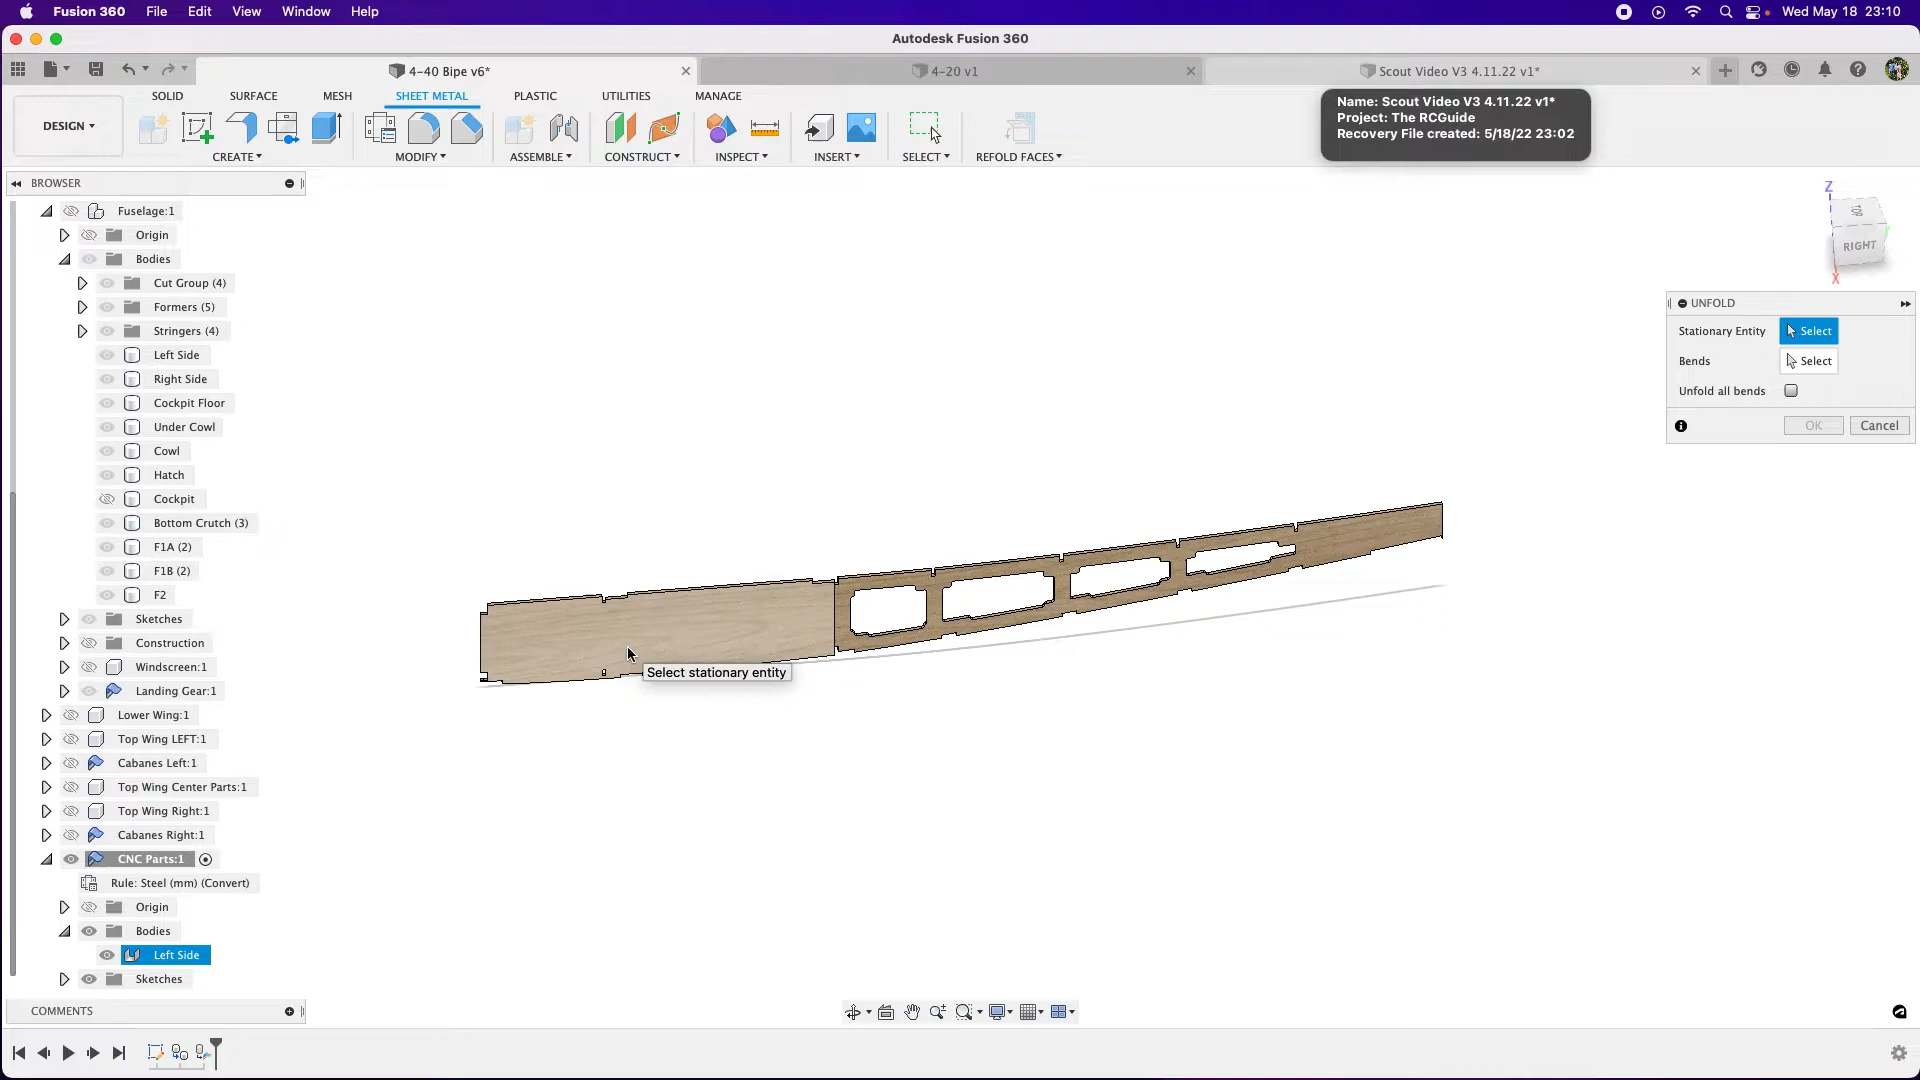 Fusion 360 File Edit View Window Help Wed May 18 23:10
Autodesk Fusion 360
4-40 Bipe v6* 4-20 v1 Scout Video V3 4.11.22 v1*
SOLID SURFACE MESH SHEET METAL PLASTIC UTILITIES MANAGE
Name: Scout Video V3 4.11.22 v1*
Project: The RCGuide
Recovery File created: 5/18/22 23:02
DESIGN
CREATE MODIFY ASSEMBLE CONSTRUCT INSPECT INSERT SELECT REFOLD FACES
BROWSER
Z
TOP
RIGHT
X
Fuselage:1
Origin
Bodies
Cut Group (4)
Formers (5)
Stringers (4)
Left Side
Right Side
Cockpit Floor
Under Cowl
Cowl
Hatch
Cockpit
Bottom Crutch (3)
F1A (2)
F1B (2)
F2
Sketches
Construction
Windscreen:1
Landing Gear:1
Lower Wing:1
Top Wing LEFT:1
Cabanes Left:1
Top Wing Center Parts:1
Top Wing Right:1
Cabanes Right:1
CNC Parts:1
Rule: Steel (mm) (Convert)
Origin
Bodies
Left Side
Sketches
COMMENTS
UNFOLD
Stationary Entity Select
Bends Select
Unfold all bends
OK Cancel
Select stationary entity